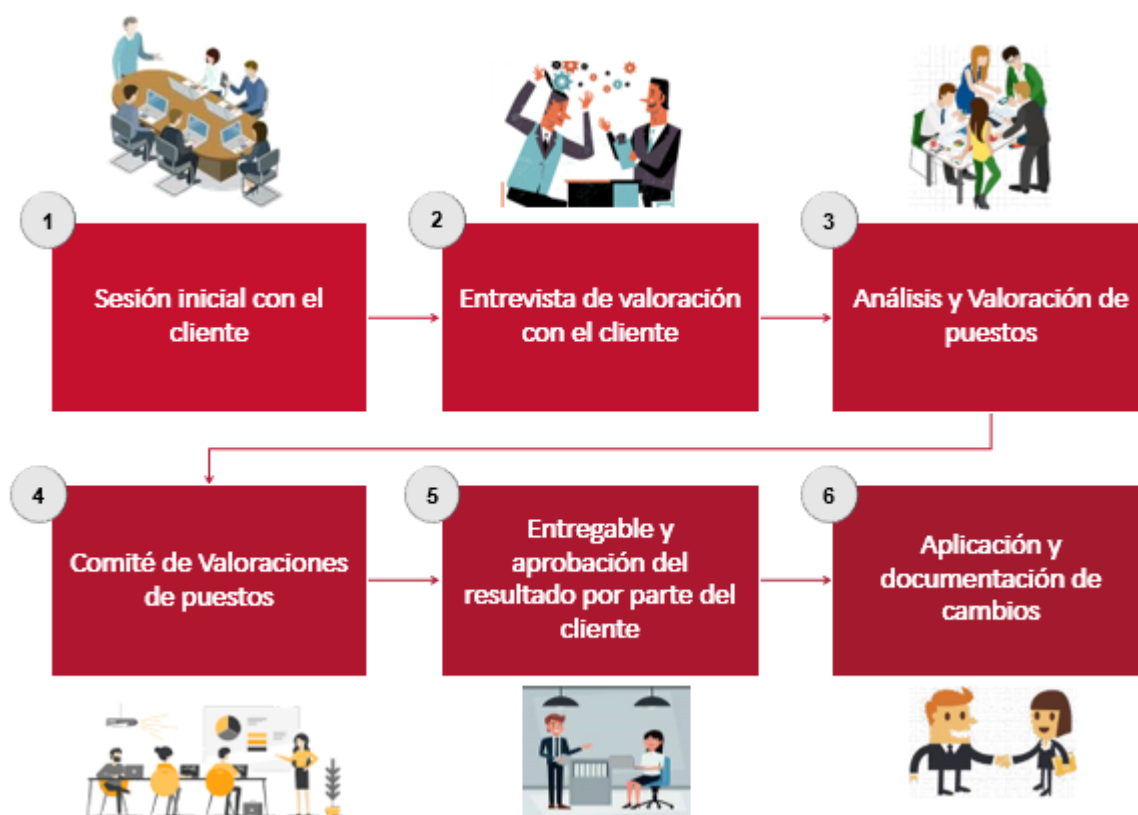 1
Sesión inicial con el
cliente
2
Entrevista de valoración
con el cliente
3
Análisis y Valoración de
puestos
4
Comité de Valoraciones
de puestos
5
Entregable y
aprobación del
resultado por parte del
cliente
6
Aplicación y
documentación de
cambios